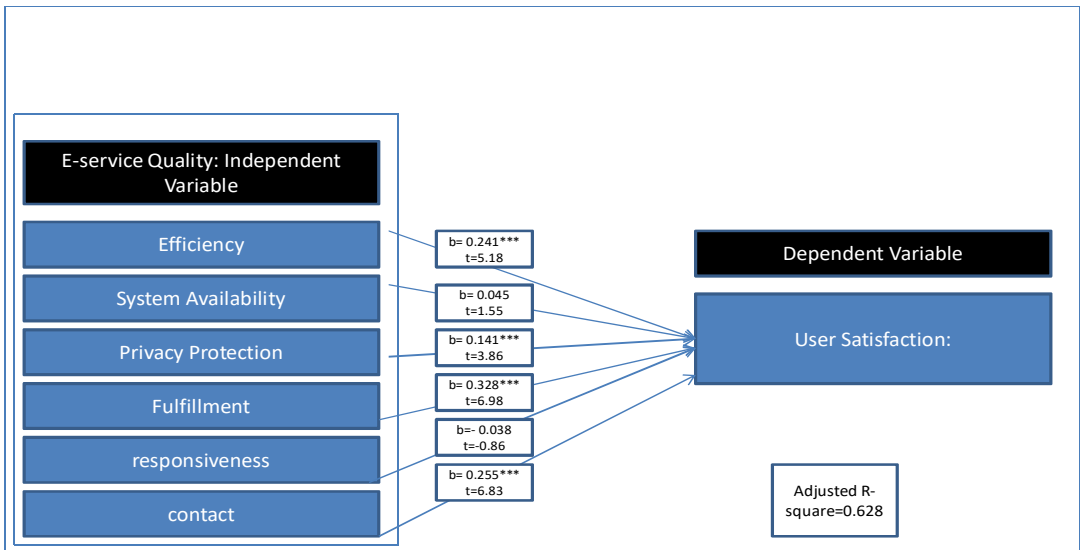 E-service Quality: Independent
Variable
Efficiency
System Availability
Privacy Protection
Fulfillment
responsiveness
contact
b= 0.241***
t=5.18
b= 0.045
t=1.55
b= 0.141***
t=3.86
b= 0.328***
t=6.98
b=- 0.038
t=-0.86
b= 0.255***
t=6.83
Dependent Variable
User Satisfaction:
Adjusted R-
square=0.628